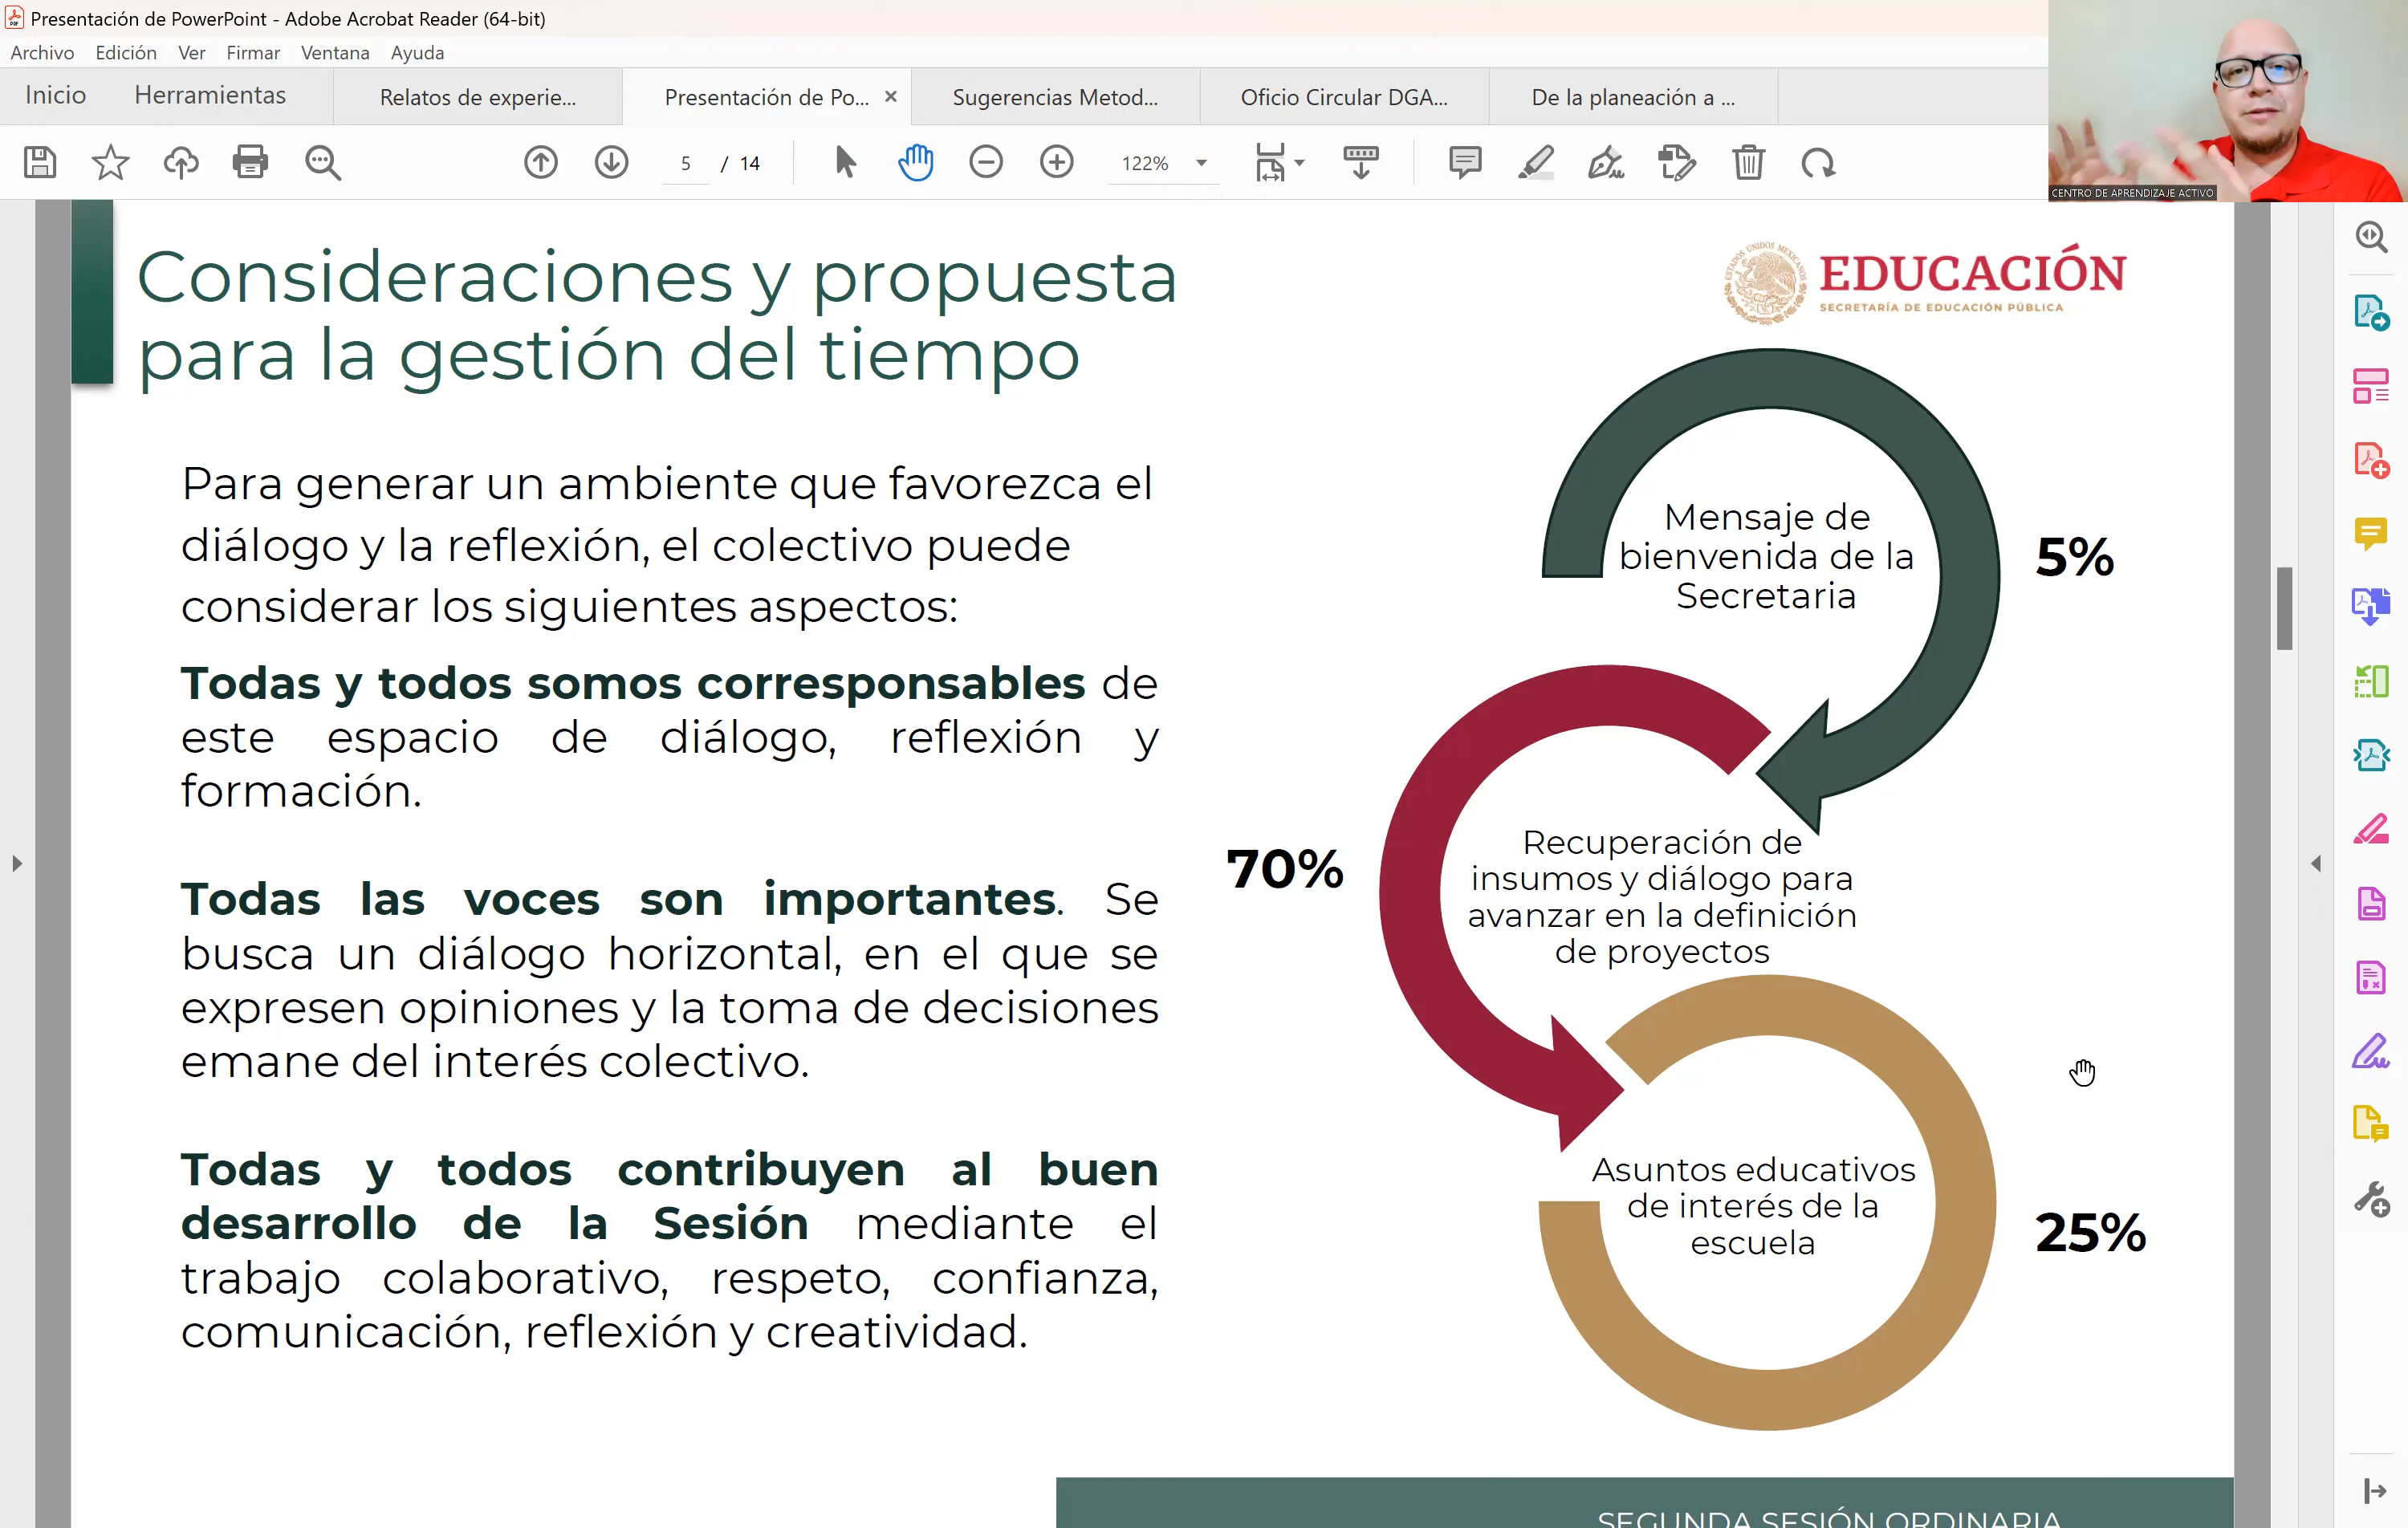 Presentación de PowerPoint - Adobe Acrobat Reader (64-bit)
Archivo Edición Ver Firmar Ventana Ayuda
Inicio Herramientas Relatos de experie... Presentación de Po... × Sugerencias Metod... Oficio Circular DGA... De la planeación a ...
5 / 14 122%
CENTRO DE APRENDIZAJE ACTIVO
Consideraciones y propuesta
para la gestión del tiempo
ESTADOS UNIDOS MEXICANOS
EDUCACIÓN
SECRETARÍA DE EDUCACIÓN PÚBLICA
Para generar un ambiente que favorezca el
diálogo y la reflexión, el colectivo puede
considerar los siguientes aspectos:
Todas y todos somos corresponsables de
este espacio de diálogo, reflexión y
formación.
Todas las voces son importantes. Se
busca un diálogo horizontal, en el que se
expresen opiniones y la toma de decisiones
emane del interés colectivo.
Todas y todos contribuyen al buen
desarrollo de la Sesión mediante el
trabajo colaborativo, respeto, confianza,
comunicación, reflexión y creatividad.
Mensaje de
bienvenida de la
Secretaria
5%
70%
Recuperación de
insumos y diálogo para
avanzar en la definición
de proyectos
Asuntos educativos
de interés de la
escuela
25%
SEGUNDA SESIÓN ORDINARIA